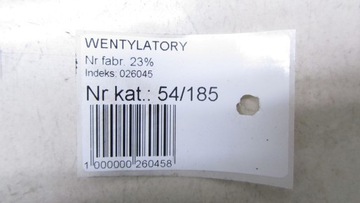 WENTYLATORY
Nr fabr. 23%
Indeks: 026045
Nr kat.: 54/185
1 000000 260458